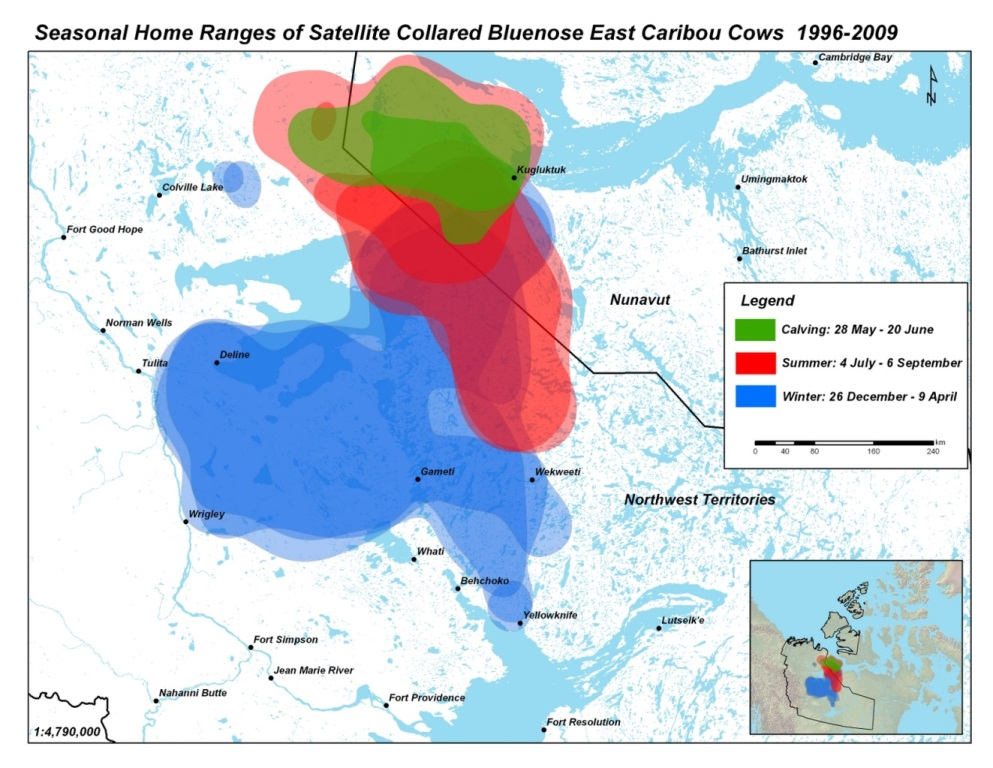 Seasonal Home Ranges of Satellite Collared Bluenose East Caribou Cows 1996-2009
Cambridge Bay
N
Kugluktuk
Umingmaktok
Colville Lake
Fort Good Hope
Bathurst Inlet
Nunavut
Legend
Norman Wells
Calving: 28 May - 20 June
Deline
Tulita
Summer: 4 July - 6 September
Winter: 26 December - 9 April
km
0 40 80 160 240
Gameti
Wekweeti
Northwest Territories
Wrigley
Whati
Behchoko
Yellowknife
Lutselk'e
Fort Simpson
Jean Marie River
Nahanni Butte
Fort Providence
Fort Resolution
1:4,790,000